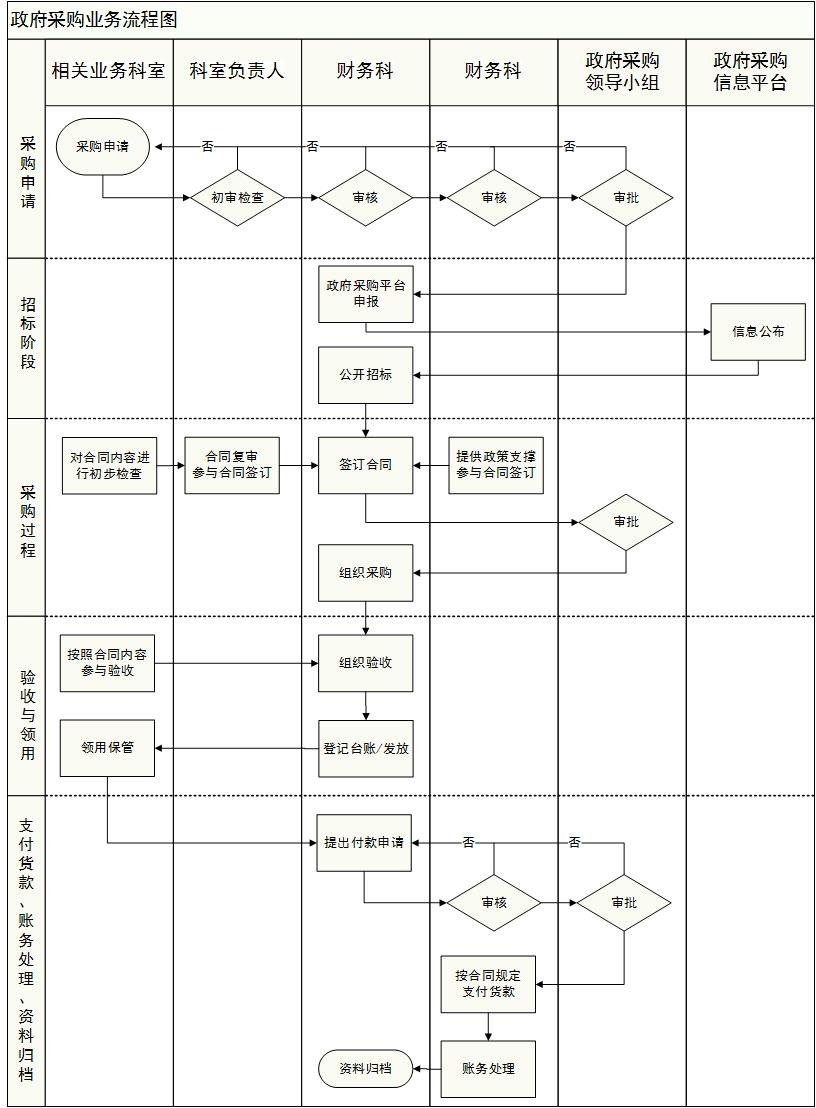 政府采购业务流程图
相关业务科室
科室负责人
财务科
财务科
政府采购
领导小组
政府采购
信息平台
采购申请
采购申请
否
否
否
否
初审检查
审核
审核
审批
招标阶段
政府采购平台
申报
信息公布
公开招标
采购过程
对合同内容进
行初步检查
合同复审
参与合同签订
签订合同
提供政策支撑
参与合同签订
审批
组织采购
验收与领用
按照合同内容
参与验收
组织验收
领用保管
登记台账/发放
支付货款、账务处理、资料归档
提出付款申请
否
否
审核
审批
按合同规定
支付货款
资料归档
账务处理